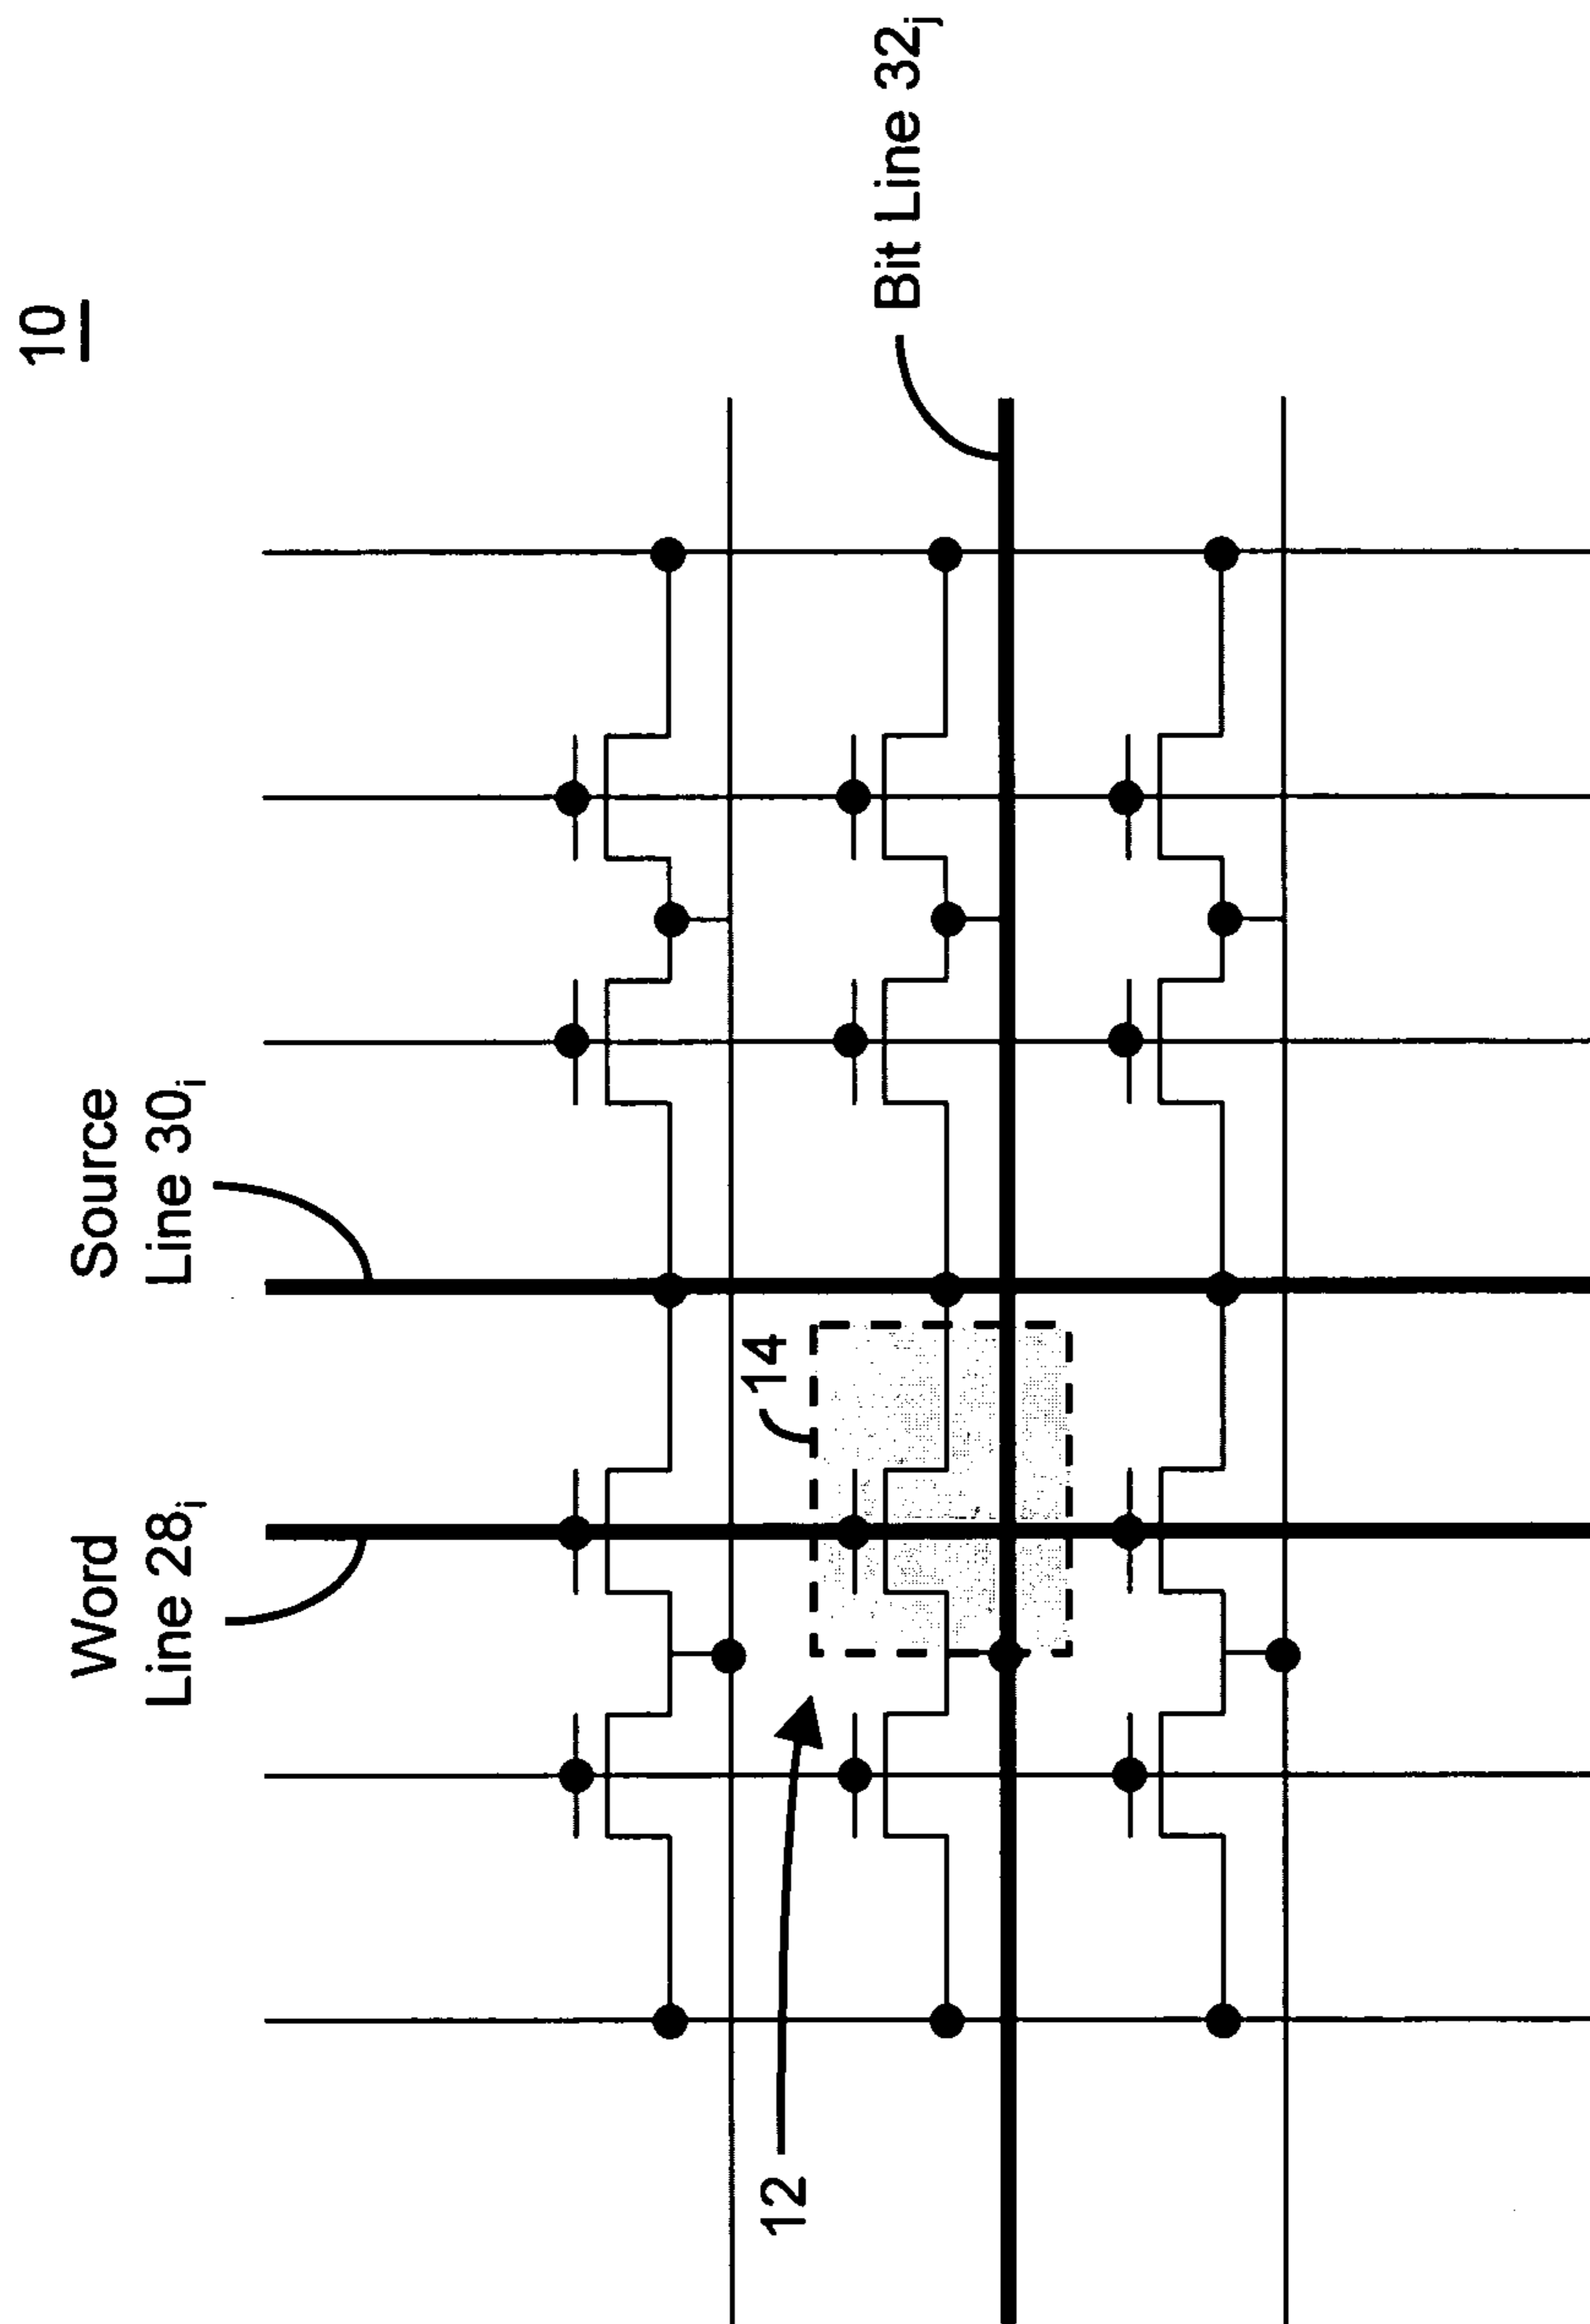 10
Word
Line 28ᵢ
Source
Line 30ᵢ
14
12
Bit Line 32ⱼ